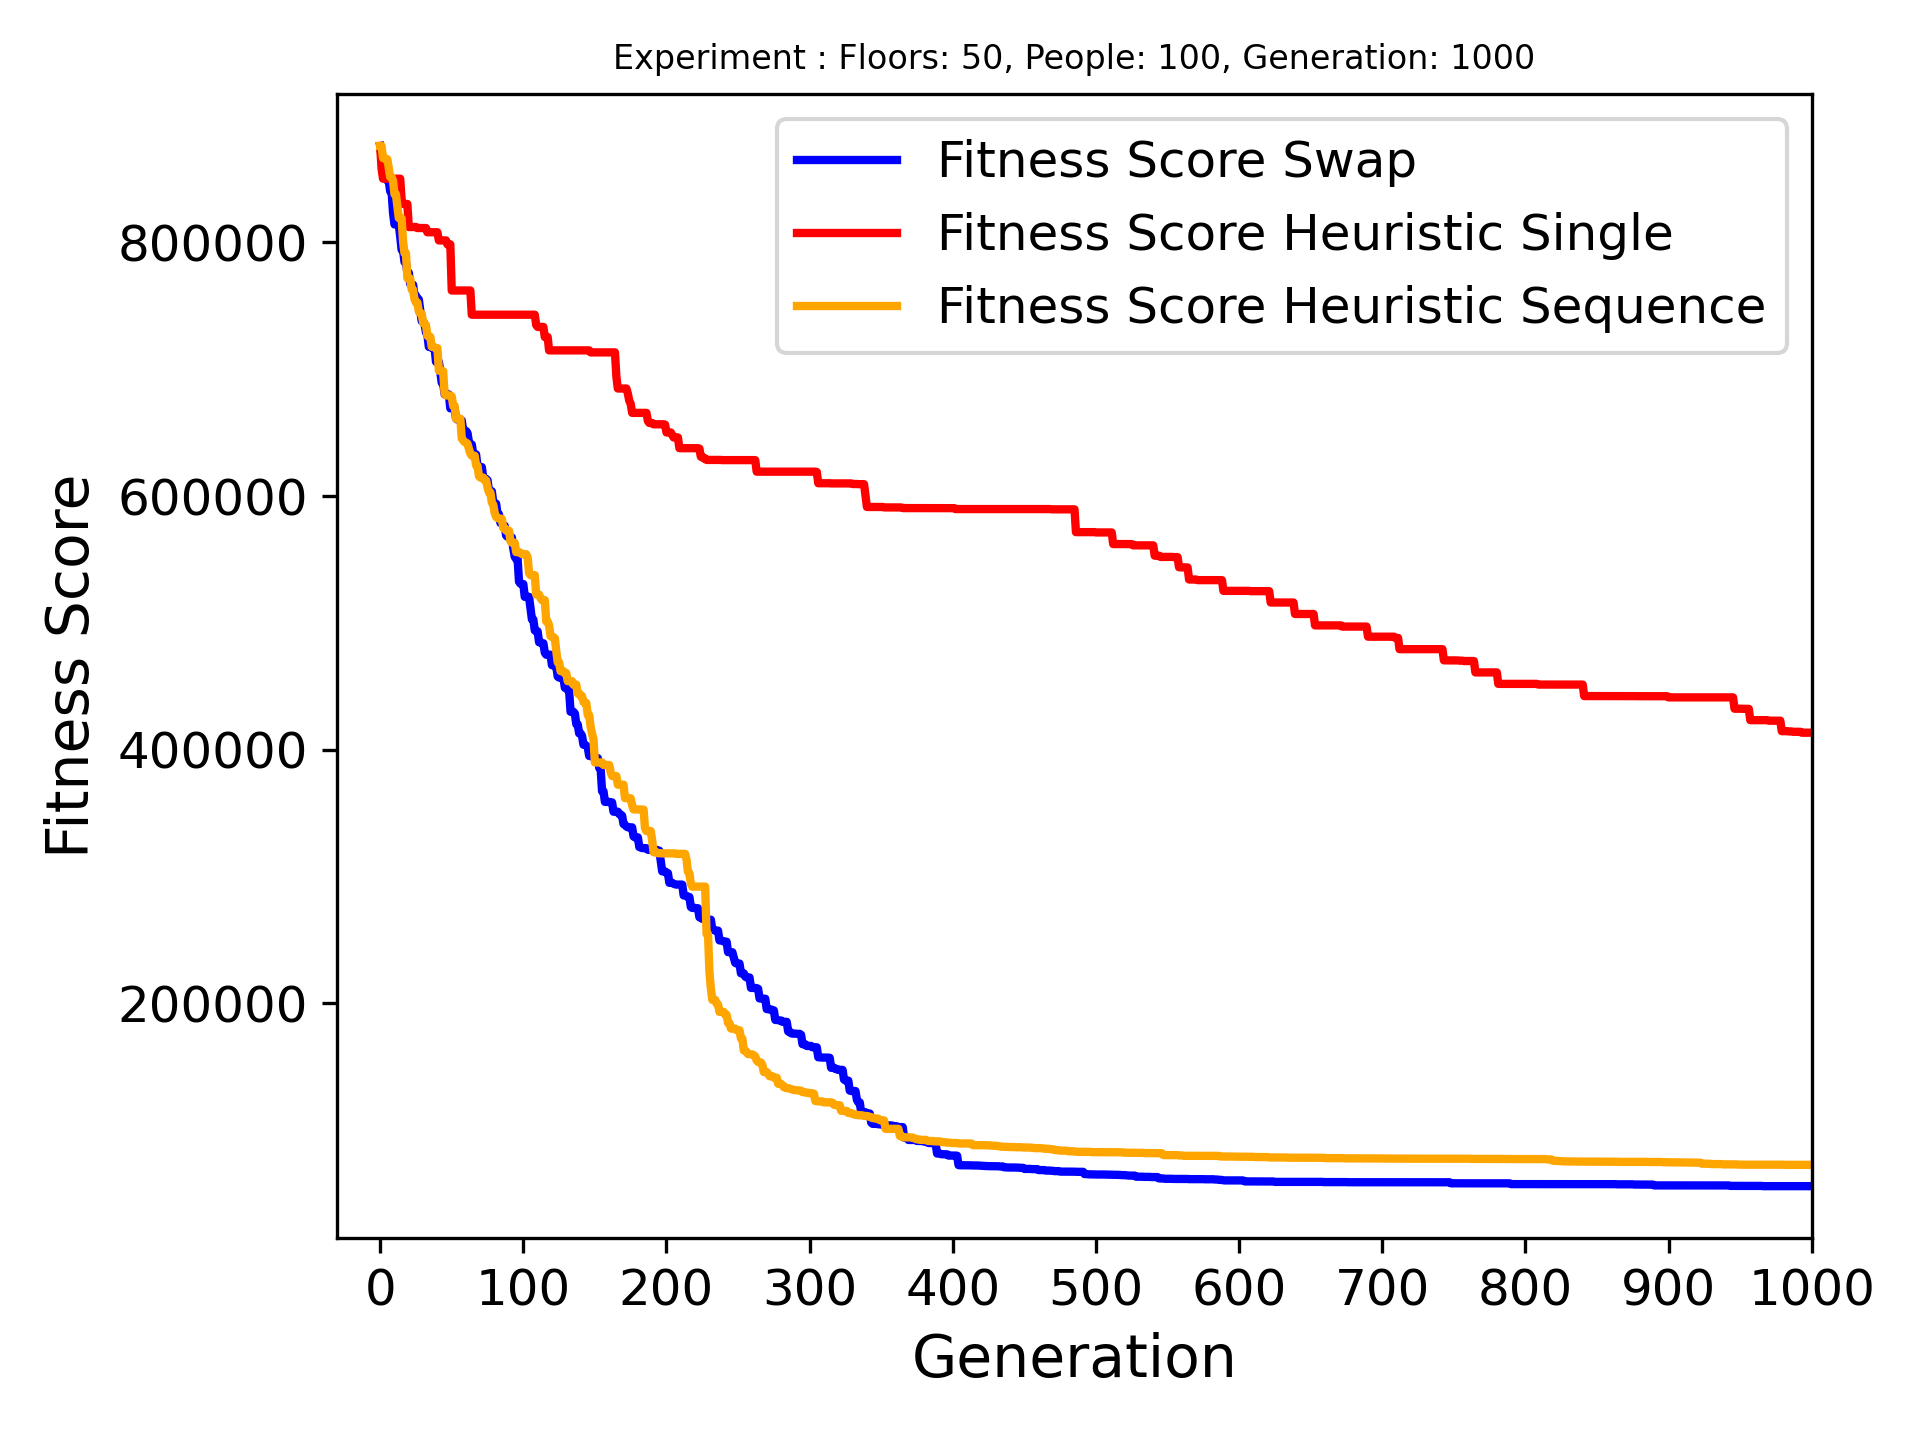 Experiment : Floors: 50, People: 100, Generation: 1000
Fitness Score Swap
Fitness Score Heuristic Single
Fitness Score Heuristic Sequence
Fitness Score
800000
600000
400000
200000
0 100 200 300 400 500 600 700 800 900 1000
Generation